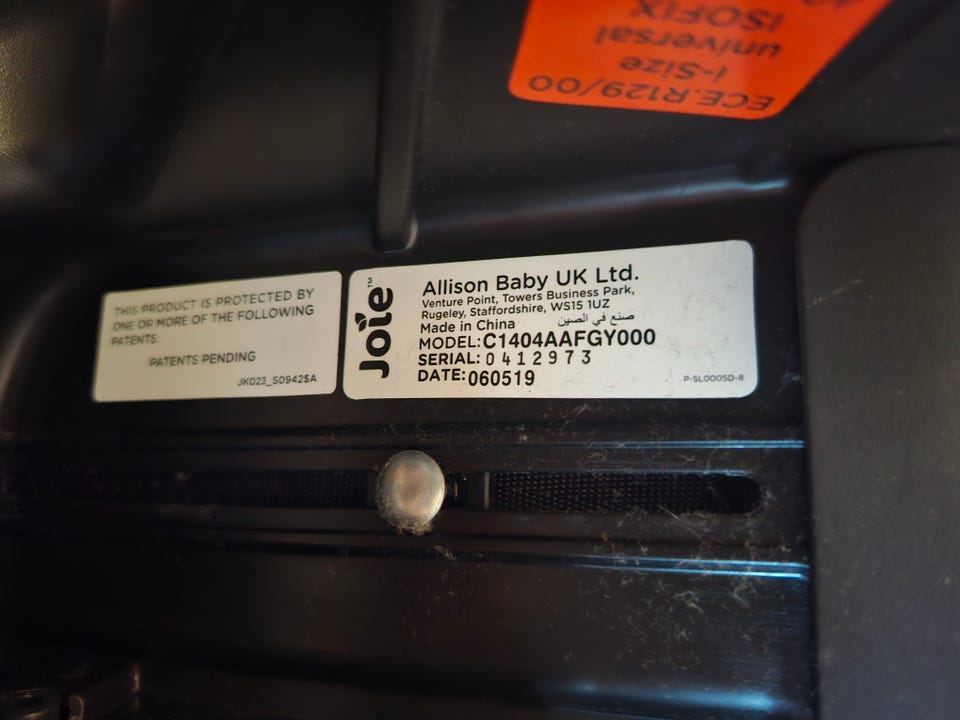 ECE.R129/00
i-Size
universal
ISOFIX
THIS PRODUCT IS PROTECTED BY
ONE OR MORE OF THE FOLLOWING
PATENTS:
PATENTS PENDING
JK023_S0942$A
Joie™
Allison Baby UK Ltd.
Venture Point, Towers Business Park,
Rugeley, Staffordshire, WS15 1UZ
Made in China صنع في الصين
MODEL:C1404AAFGY000
SERIAL:0412973
DATE:060519
P-SL0005D-8